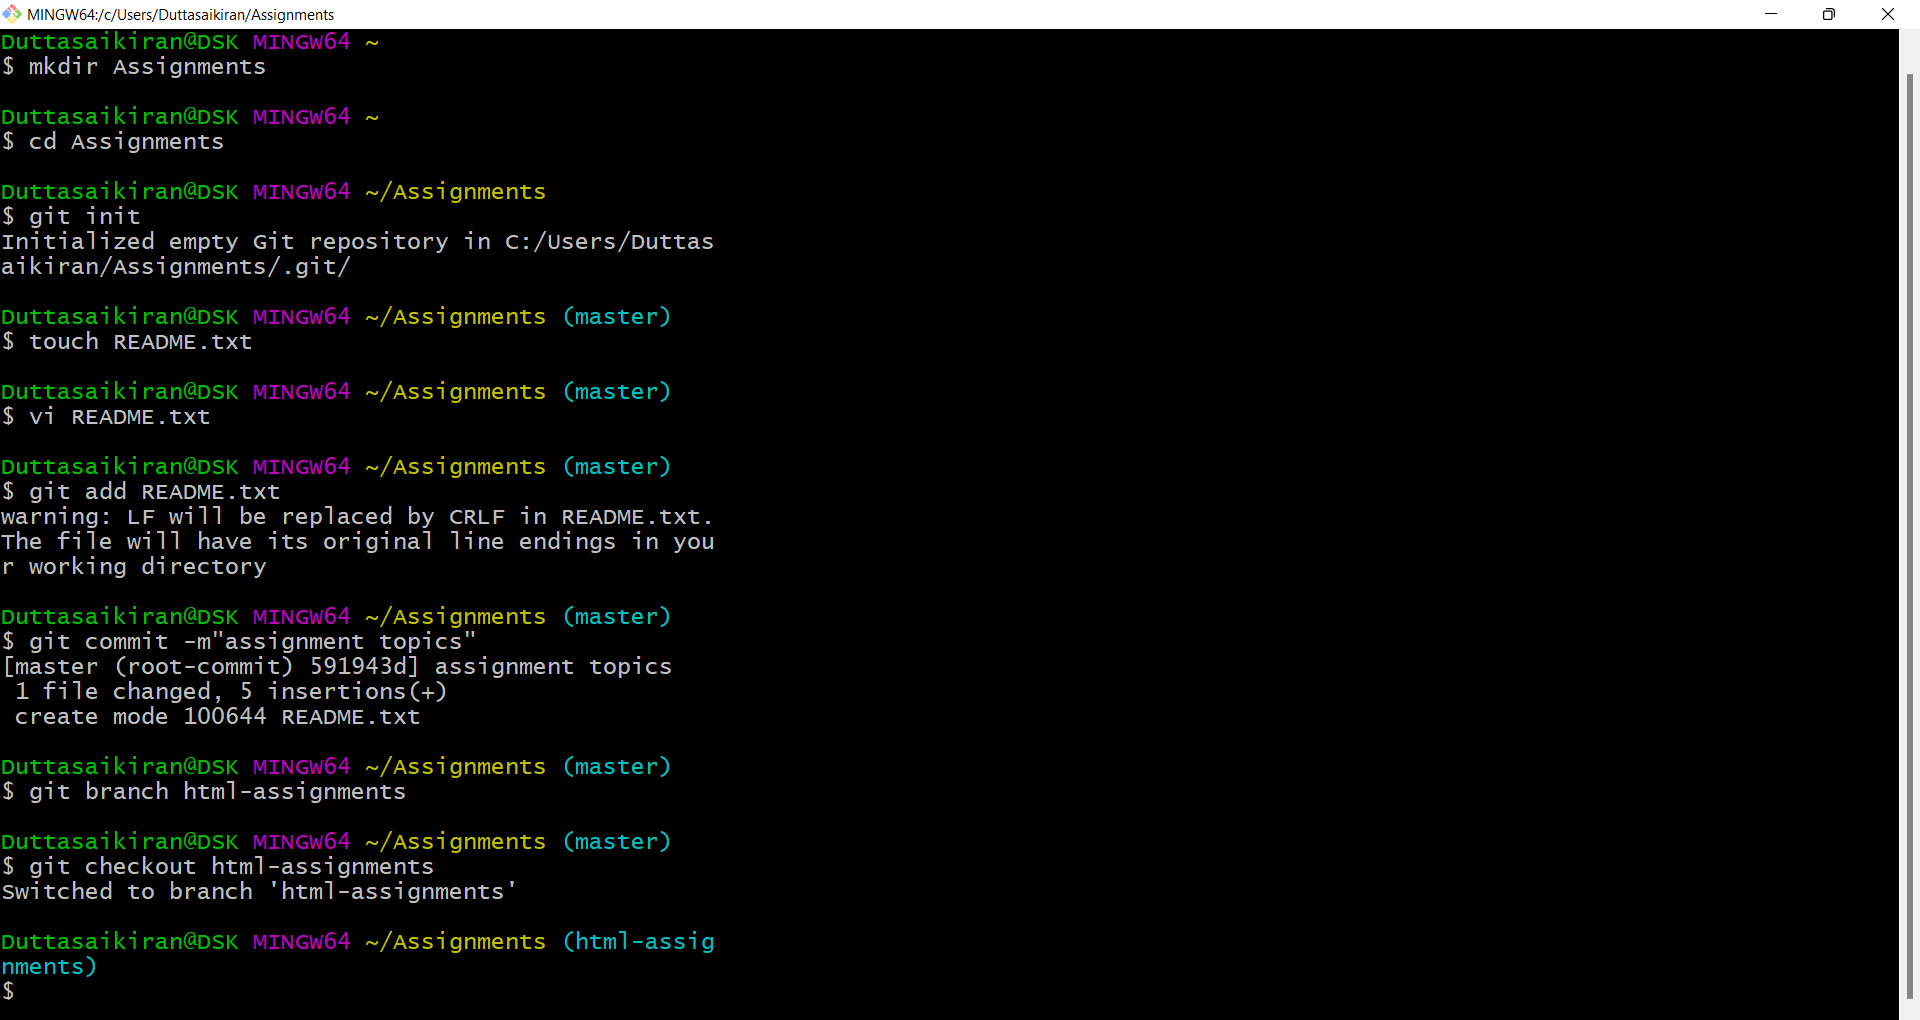 MINGW64:/c/Users/Duttasaikiran/Assignments
Duttasaikiran@DSK MINGW64 ~
$ mkdir Assignments
Duttasaikiran@DSK MINGW64 ~
$ cd Assignments
Duttasaikiran@DSK MINGW64 ~/Assignments
$ git init
Initialized empty Git repository in C:/Users/Duttas
aikiran/Assignments/.git/
Duttasaikiran@DSK MINGW64 ~/Assignments (master)
$ touch README.txt
Duttasaikiran@DSK MINGW64 ~/Assignments (master)
$ vi README.txt
Duttasaikiran@DSK MINGW64 ~/Assignments (master)
$ git add README.txt
warning: LF will be replaced by CRLF in README.txt.
The file will have its original line endings in you
r working directory
Duttasaikiran@DSK MINGW64 ~/Assignments (master)
$ git commit -m"assignment topics"
[master (root-commit) 591943d] assignment topics
 1 file changed, 5 insertions(+)
 create mode 100644 README.txt
Duttasaikiran@DSK MINGW64 ~/Assignments (master)
$ git branch html-assignments
Duttasaikiran@DSK MINGW64 ~/Assignments (master)
$ git checkout html-assignments
Switched to branch 'html-assignments'
Duttasaikiran@DSK MINGW64 ~/Assignments (html-assig
nments)
$